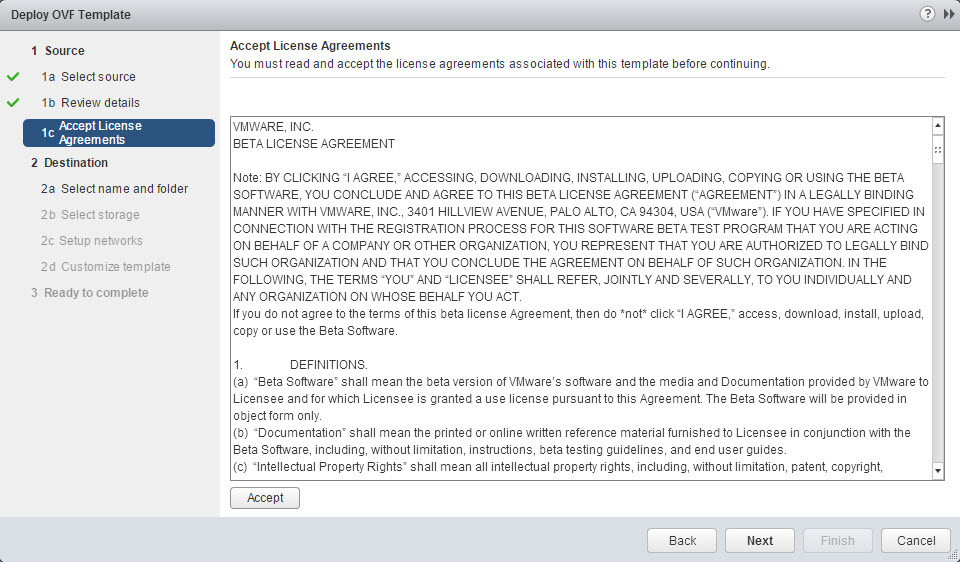 Deploy OVF Template
?
1 Source
1a Select source
1b Review details
1c Accept License
Agreements
2 Destination
2a Select name and folder
2b Select storage
2c Setup networks
2d Customize template
3 Ready to complete
Accept License Agreements
You must read and accept the license agreements associated with this template before continuing.
VMWARE, INC.
BETA LICENSE AGREEMENT
Note: BY CLICKING “I AGREE,” ACCESSING, DOWNLOADING, INSTALLING, UPLOADING, COPYING OR USING THE BETA
SOFTWARE, YOU CONCLUDE AND AGREE TO THIS BETA LICENSE AGREEMENT (“AGREEMENT”) IN A LEGALLY BINDING
MANNER WITH VMWARE, INC., 3401 HILLVIEW AVENUE, PALO ALTO, CA 94304, USA (“VMware”). IF YOU HAVE SPECIFIED IN
CONNECTION WITH THE REGISTRATION PROCESS FOR THIS SOFTWARE BETA TEST PROGRAM THAT YOU ARE ACTING
ON BEHALF OF A COMPANY OR OTHER ORGANIZATION, YOU REPRESENT THAT YOU ARE AUTHORIZED TO LEGALLY BIND
SUCH ORGANIZATION AND THAT YOU CONCLUDE THE AGREEMENT ON BEHALF OF SUCH ORGANIZATION. IN THE
FOLLOWING, THE TERMS “YOU” AND “LICENSEE” SHALL REFER, JOINTLY AND SEVERALLY, TO YOU INDIVIDUALLY AND
ANY ORGANIZATION ON WHOSE BEHALF YOU ACT.
If you do not agree to the terms of this beta license Agreement, then do *not* click “I AGREE,” access, download, install, upload,
copy or use the Beta Software.
1. DEFINITIONS.
(a) “Beta Software” shall mean the beta version of VMware’s software and the media and Documentation provided by VMware to
Licensee and for which Licensee is granted a use license pursuant to this Agreement. The Beta Software will be provided in
object form only.
(b) “Documentation” shall mean the printed or online written reference material furnished to Licensee in conjunction with the
Beta Software, including, without limitation, instructions, beta testing guidelines, and end user guides.
(c) “Intellectual Property Rights” shall mean all intellectual property rights, including, without limitation, patent, copyright,
Accept
Back
Next
Finish
Cancel